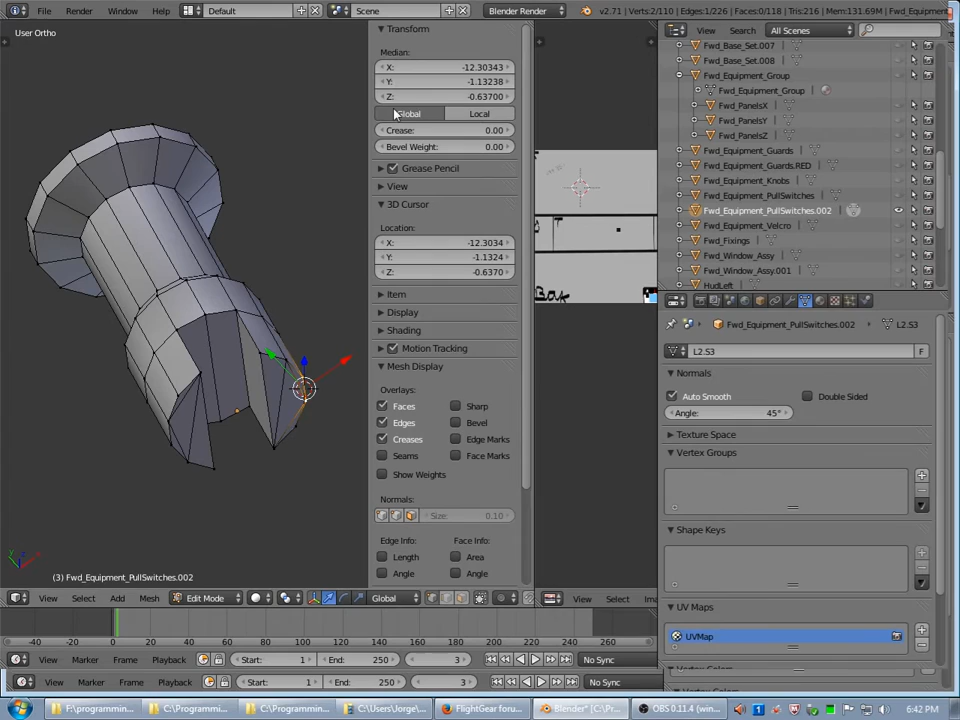 File Render Window Help Default Scene Blender Render v2.71 | Verts:2/110 | Edges:1/226 | Faces:0/118 | Tris:216 | Mem:131.69M | Fwd_Equipment
User Ortho
Transform
Median:
X: -12.30343
Y: -1.13238
Z: -0.63700
Global Local
Crease: 0.00
Bevel Weight: 0.00
Grease Pencil
View
3D Cursor
Location:
X: -12.3034
Y: -1.1324
Z: -0.6370
Item
Display
Shading
Motion Tracking
Mesh Display
Overlays:
Faces Sharp
Edges Bevel
Creases Edge Marks
Seams Face Marks
Show Weights
Normals:
Size: 0.10
Edge Info: Face Info:
Length Area
Angle Angle
(3) Fwd_Equipment_PullSwitches.002
View Select Add Mesh Edit Mode Global
View Select
View Search All Scenes
Fwd_Base_Set.007
Fwd_Base_Set.008
Fwd_Equipment_Group
Fwd_Equipment_Group
Fwd_PanelsX
Fwd_PanelsY
Fwd_PanelsZ
Fwd_Equipment_Guards
Fwd_Equipment_Guards.RED
Fwd_Equipment_Knobs
Fwd_Equipment_PullSwitches
Fwd_Equipment_PullSwitches.002
Fwd_Equipment_Velcro
Fwd_Fixings
Fwd_Window_Assy
Fwd_Window_Assy.001
HudLeft
Fwd_Equipment_PullSwitches.002 L2.S3
L2.S3 F
Normals
Auto Smooth Double Sided
Angle: 45°
Texture Space
Vertex Groups
Shape Keys
UV Maps
UVMap
-40 -20 0 20 40 60 80 100 120 140 160 180 200 220 240 260
View Marker Frame Playback Start: 1 End: 250 3 No Sync
View Marker Frame Playback Start: 1 End: 250 3 No Sync
F:\programmin... C:\Programmin... C:\Programmin... C:\Users\Jorge\... FlightGear foru... Blender* [C:\Pr... OBS 0.11.4 (win... 6:42 PM